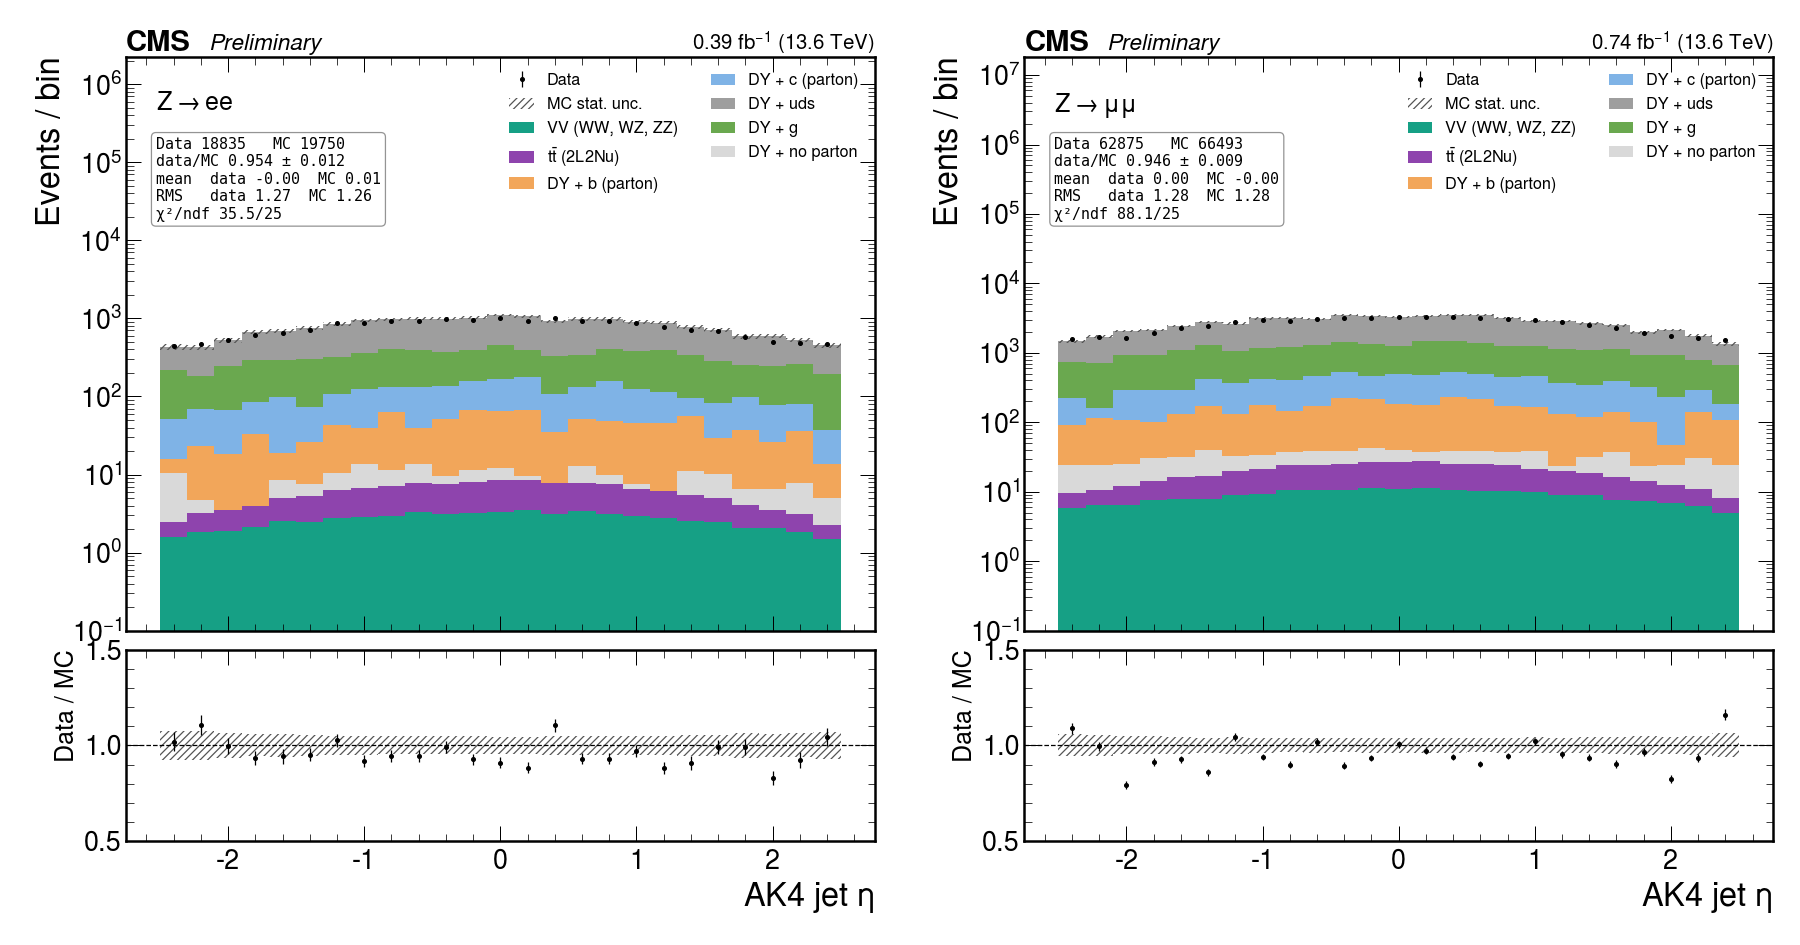 CMS Preliminary 0.39 fb⁻¹ (13.6 TeV)
Events / bin
10⁶
10⁵
10⁴
10³
10²
10¹
10⁰
10⁻¹
Z → ee
Data 18835 MC 19750
data/MC 0.954 ± 0.012
mean data -0.00 MC 0.01
RMS data 1.27 MC 1.26
χ²/ndf 35.5/25
Data
MC stat. unc.
VV (WW, WZ, ZZ)
tt̄ (2L2Nu)
DY + b (parton)
DY + c (parton)
DY + uds
DY + g
DY + no parton
Data / MC
1.5
1.0
0.5
-2 -1 0 1 2
AK4 jet η
CMS Preliminary 0.74 fb⁻¹ (13.6 TeV)
Events / bin
10⁷
10⁶
10⁵
10⁴
10³
10²
10¹
10⁰
10⁻¹
Z → μμ
Data 62875 MC 66493
data/MC 0.946 ± 0.009
mean data 0.00 MC -0.00
RMS data 1.28 MC 1.28
χ²/ndf 88.1/25
Data
MC stat. unc.
VV (WW, WZ, ZZ)
tt̄ (2L2Nu)
DY + b (parton)
DY + c (parton)
DY + uds
DY + g
DY + no parton
Data / MC
1.5
1.0
0.5
-2 -1 0 1 2
AK4 jet η